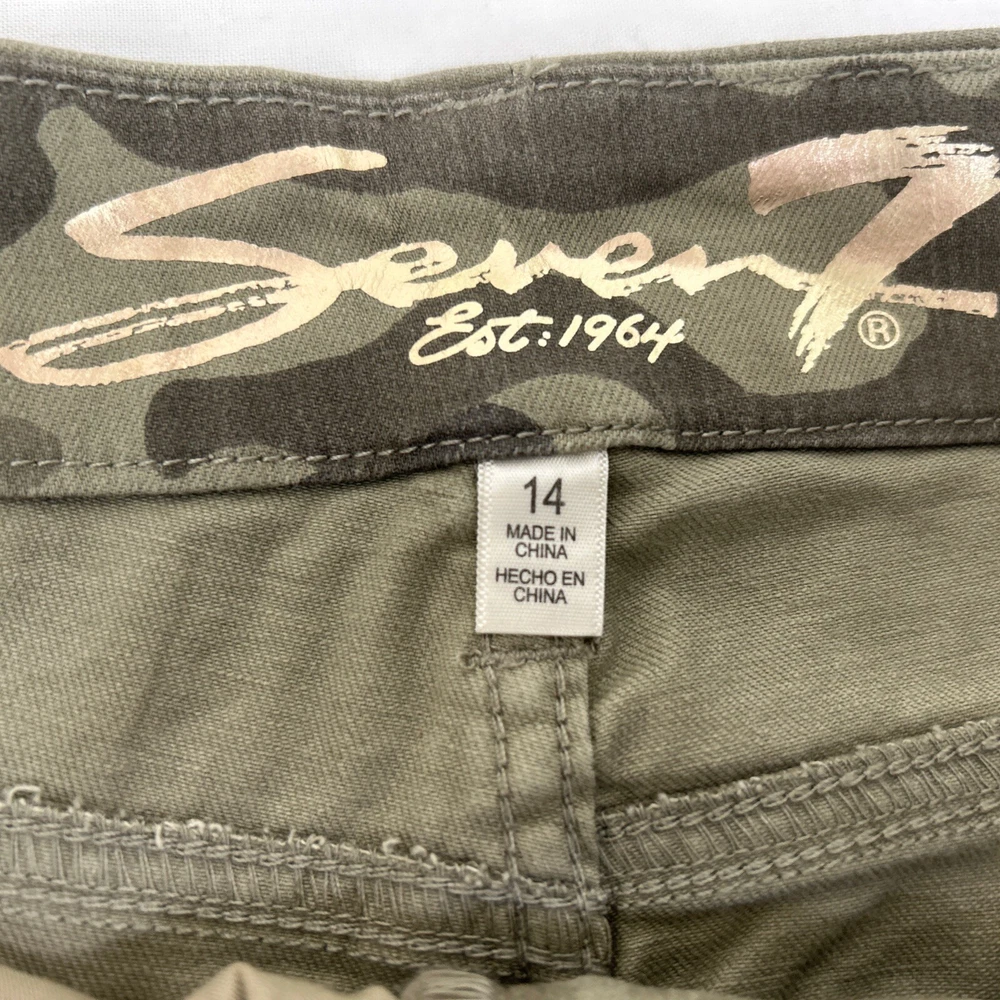 Seven7
Est: 1964 ®
14
MADE IN
CHINA
HECHO EN
CHINA